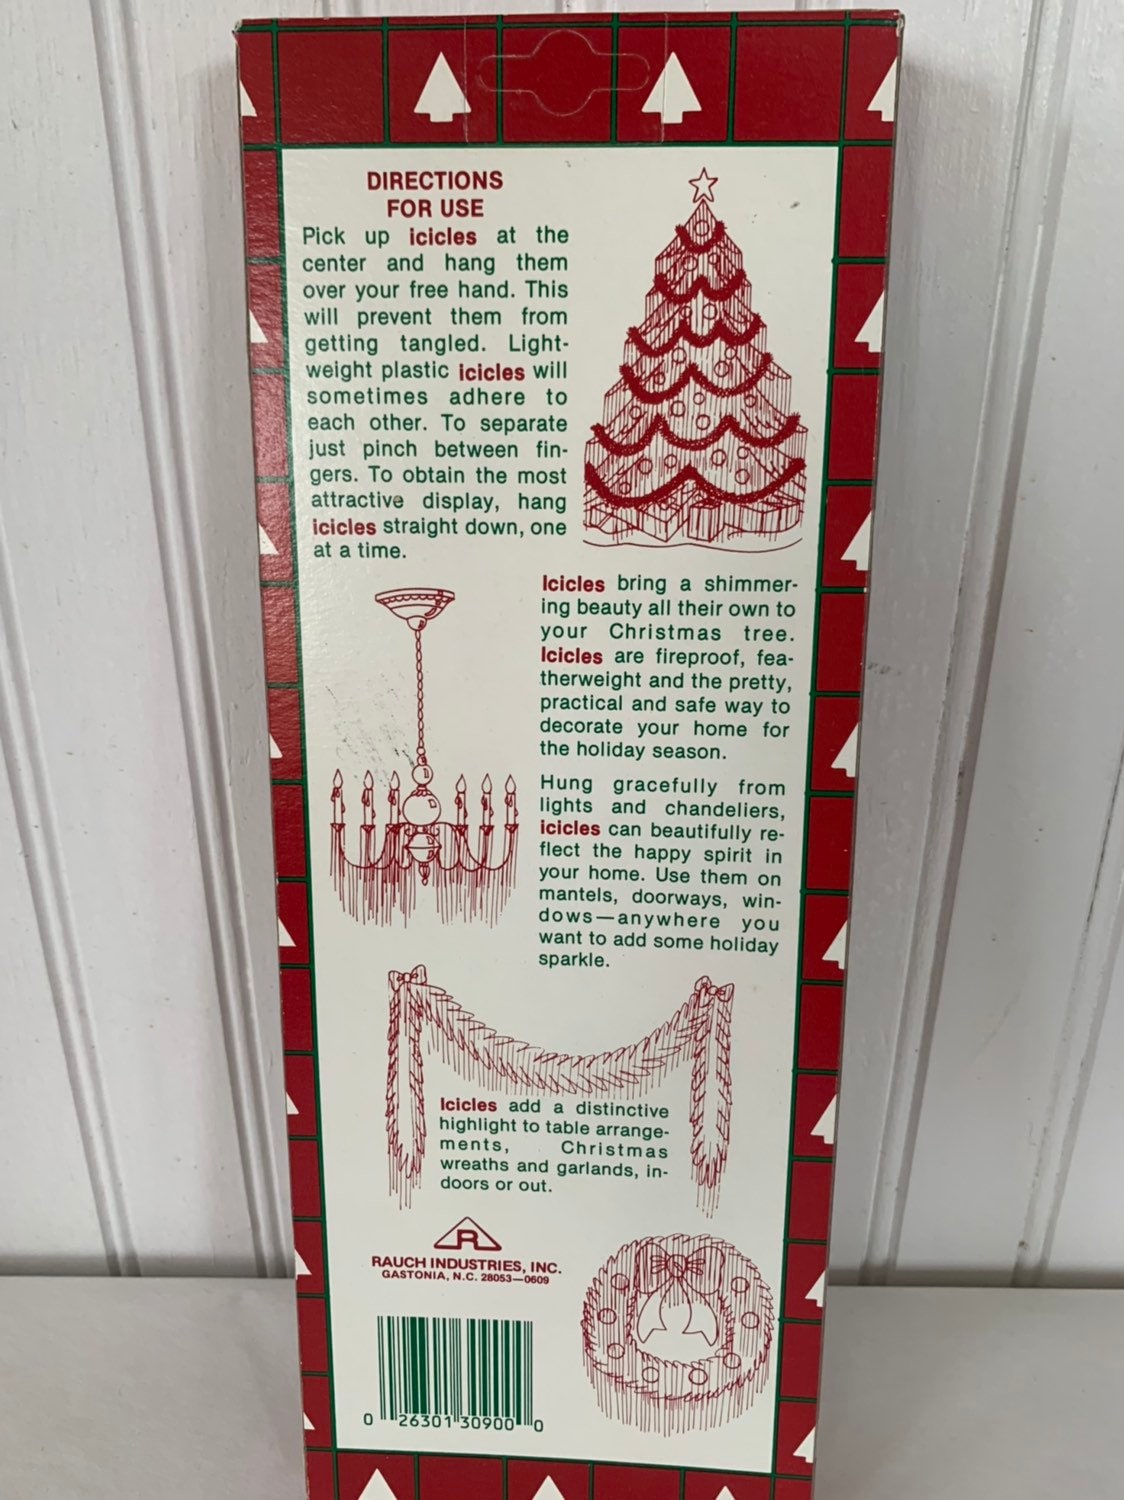 DIRECTIONS
FOR USE
Pick up icicles at the
center and hang them
over your free hand. This
will prevent them from
getting tangled. Light-
weight plastic icicles will
sometimes adhere to
each other. To separate
just pinch between fin-
gers. To obtain the most
attractive display, hang
icicles straight down, one
at a time.
Icicles bring a shimmer-
ing beauty all their own to
your Christmas tree.
Icicles are fireproof, fea-
therweight and the pretty,
practical and safe way to
decorate your home for
the holiday season.
Hung gracefully from
lights and chandeliers,
icicles can beautifully re-
flect the happy spirit in
your home. Use them on
mantels, doorways, win-
dows—anywhere you
want to add some holiday
sparkle.
Icicles add a distinctive
highlight to table arrange-
ments, Christmas
wreaths and garlands, in-
doors or out.
R
RAUCH INDUSTRIES, INC.
GASTONIA, N.C. 28053—0609
0 26301 30900 0